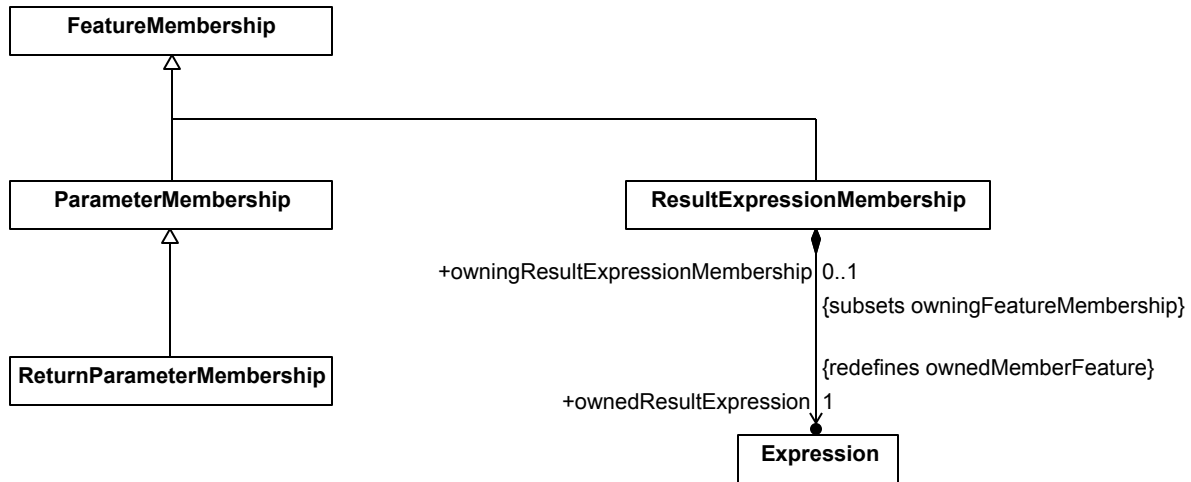 FeatureMembership
ParameterMembership
ResultExpressionMembership
+owningResultExpressionMembership 0..1
{subsets owningFeatureMembership}
ReturnParameterMembership
{redefines ownedMemberFeature}
+ownedResultExpression 1
Expression